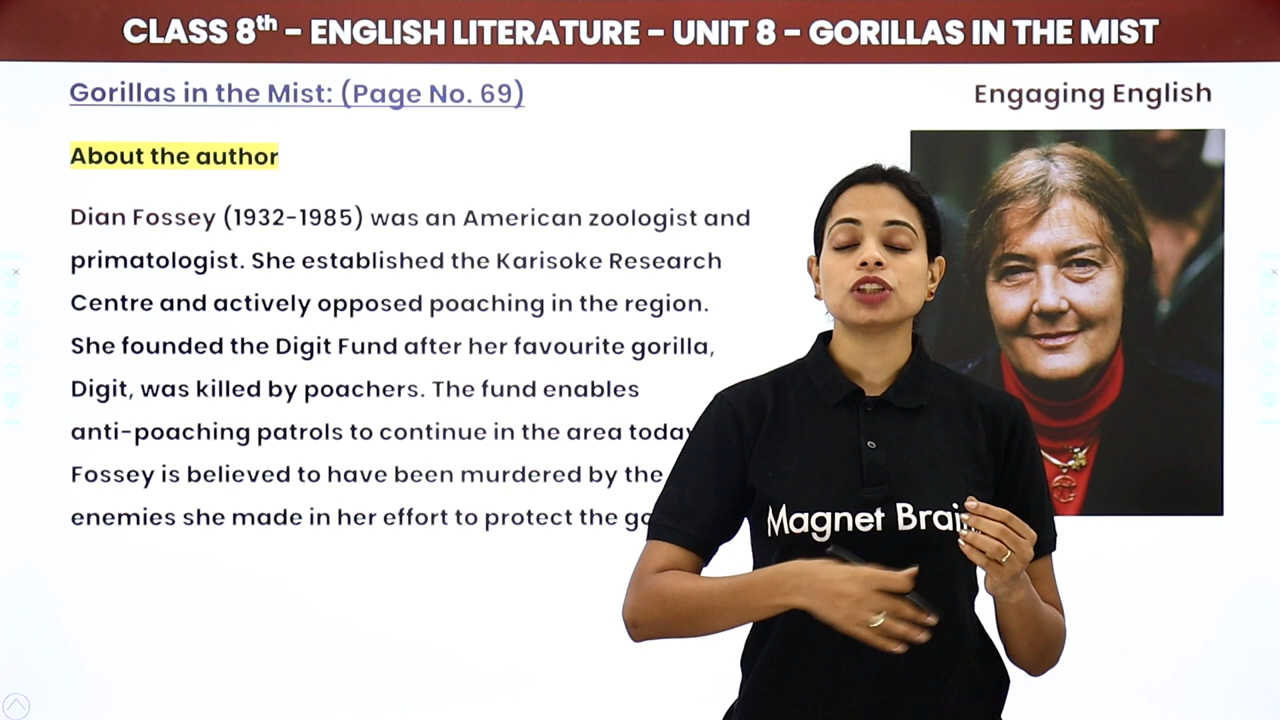 CLASS 8th – ENGLISH LITERATURE – UNIT 8 – GORILLAS IN THE MIST
Gorillas in the Mist: (Page No. 69)
Engaging English
About the author
Dian Fossey (1932-1985) was an American zoologist and
primatologist. She established the Karisoke Research
Centre and actively opposed poaching in the region.
She founded the Digit Fund after her favourite gorilla,
Digit, was killed by poachers. The fund enables
anti-poaching patrols to continue in the area today
Fossey is believed to have been murdered by the
enemies she made in her effort to protect the
Magnet Brain